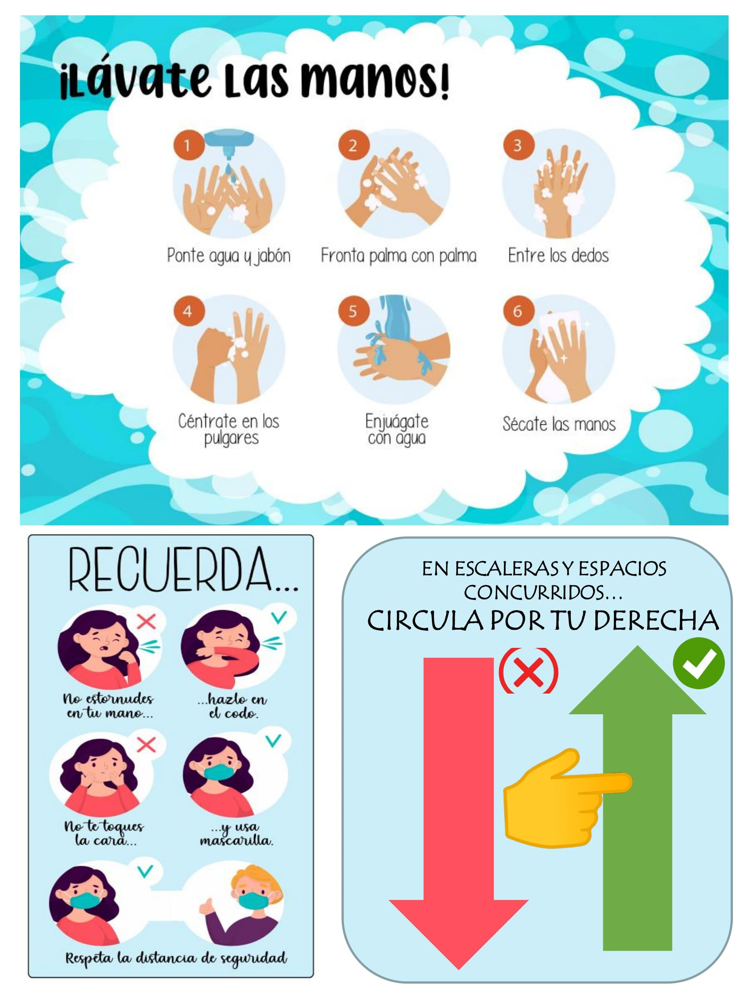 ¡Lávate las manos!
1
2
3
Ponte agua y jabón
Fronta palma con palma
Entre los dedos
4
5
6
Céntrate en los
pulgares
Enjuágate
con agua
Sécate las manos
RECUERDA...
No estornudes
en tu mano...
...hazlo en
el codo.
No te toques
la cara...
...y usa
mascarilla.
Respeta la distancia de seguridad
EN ESCALERAS Y ESPACIOS
CONCURRIDOS...
CIRCULA POR TU DERECHA